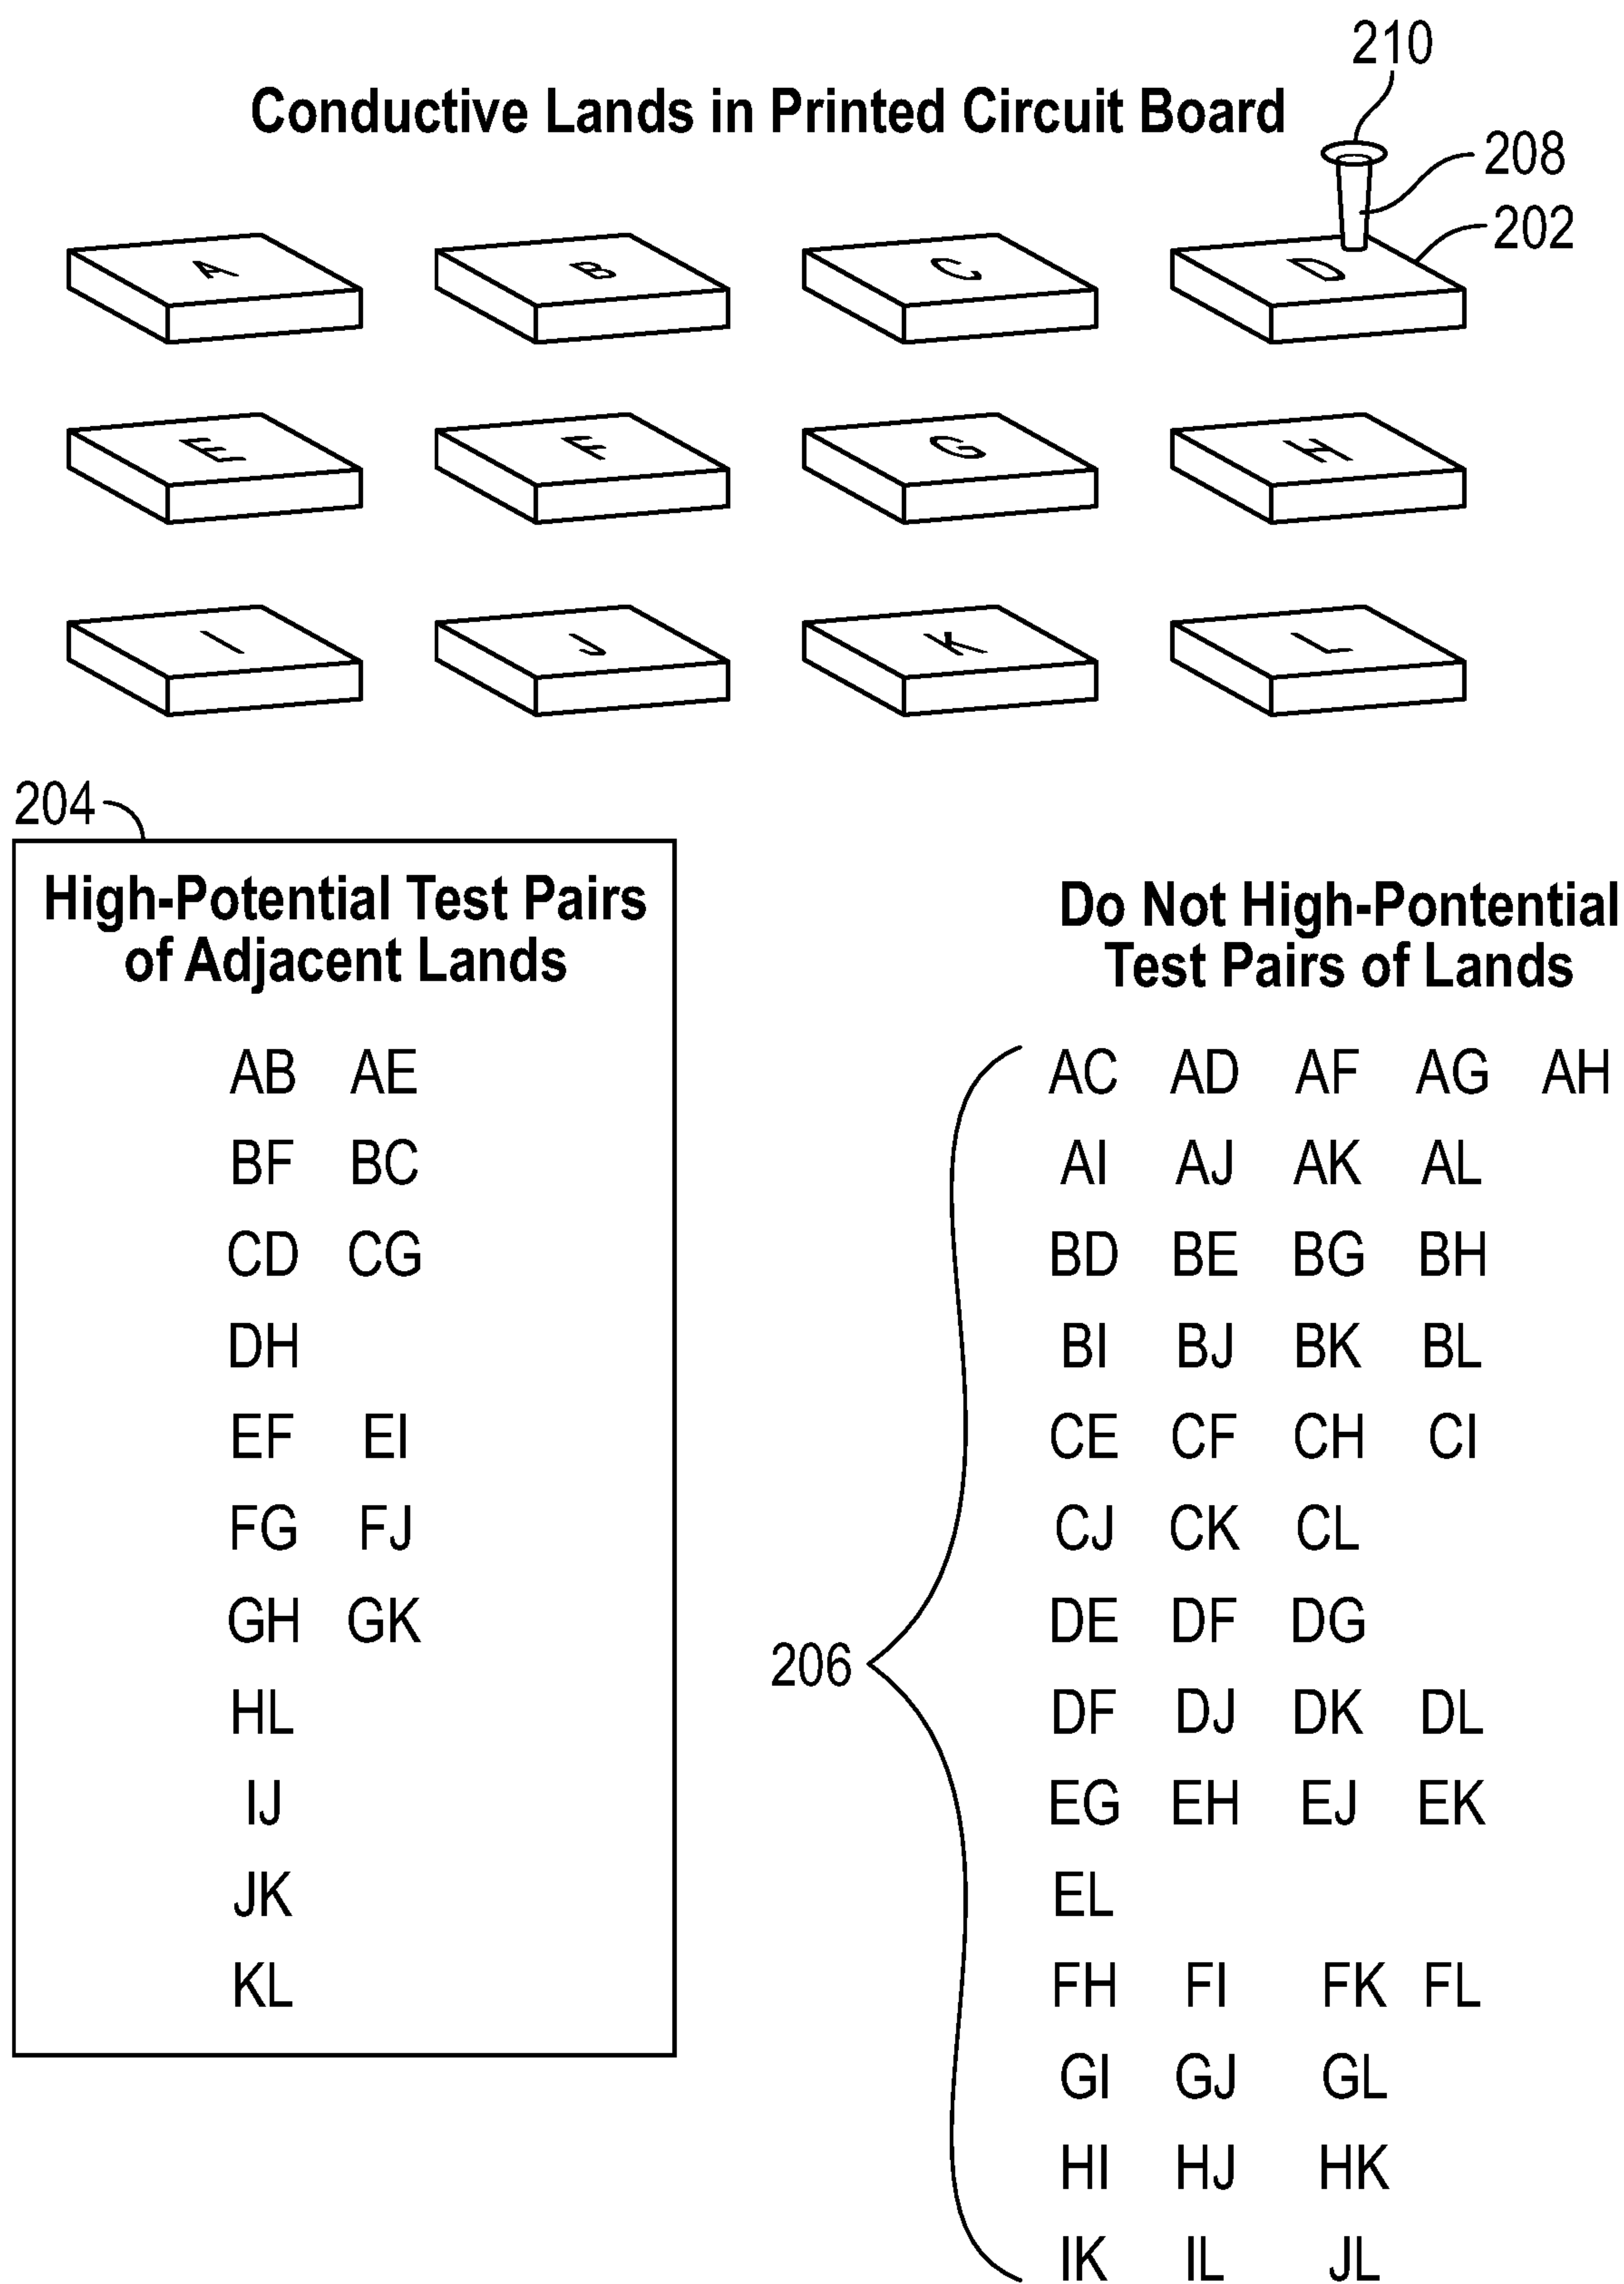 210
Conductive Lands in Printed Circuit Board
208
202
A B C D
E F G H
I J K L
204
High-Potential Test Pairs
of Adjacent Lands
AB AE
BF BC
CD CG
DH
EF EI
FG FJ
GH GK
HL
IJ
JK
KL
Do Not High-Pontential
Test Pairs of Lands
206
AC AD AF AG AH
AI AJ AK AL
BD BE BG BH
BI BJ BK BL
CE CF CH CI
CJ CK CL
DE DF DG
DF DJ DK DL
EG EH EJ EK
EL
FH FI FK FL
GI GJ GL
HI HJ HK
IK IL JL